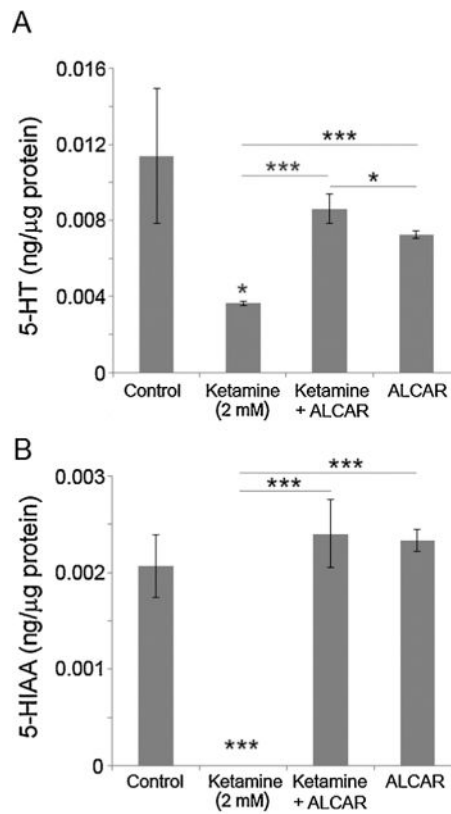 A
0.016
0.012
0.008
0.004
0
5-HT (ng/μg protein)
***
***
*
*
Control
Ketamine
(2 mM)
Ketamine
+ ALCAR
ALCAR
B
0.003
0.002
0.001
0
5-HIAA (ng/μg protein)
***
***
***
Control
Ketamine
(2 mM)
Ketamine
+ ALCAR
ALCAR